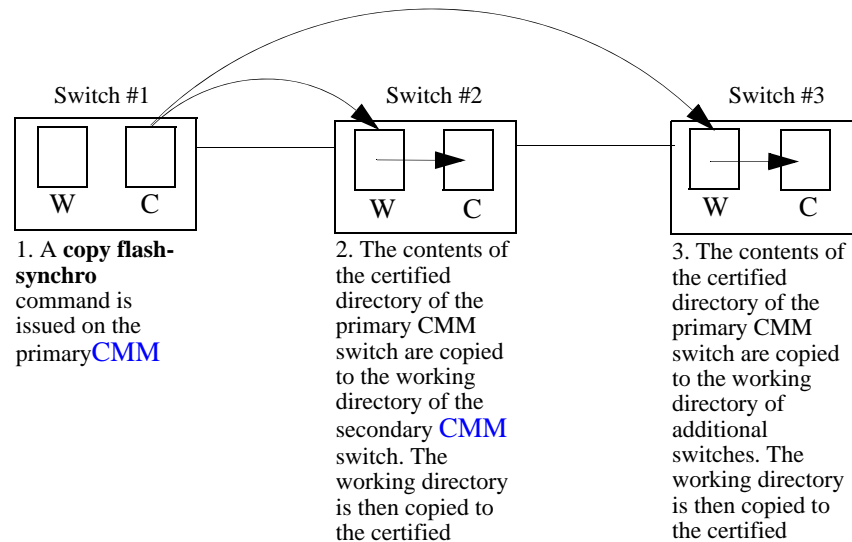 Switch #1
Switch #2
Switch #3
W
C
W
C
W
C
1. A copy flash-
synchro
command is
issued on the
primaryCMM
2. The contents of
the certified
directory of the
primary CMM
switch are copied
to the working
directory of the
secondary CMM
switch. The
working directory
is then copied to
the certified
3. The contents of
the certified
directory of the
primary CMM
switch are copied
to the working
directory of
additional
switches. The
working directory
is then copied to
the certified